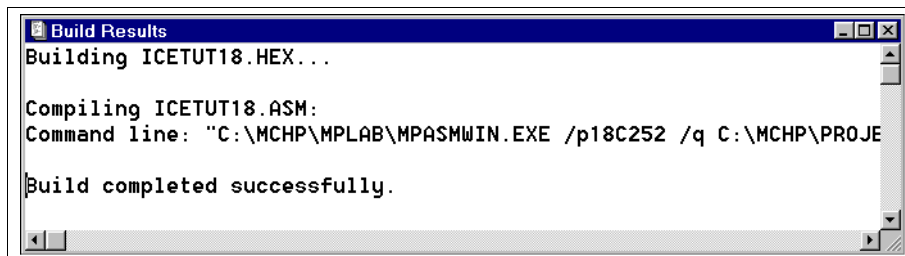 Build Results
Building ICETUT18.HEX...
Compiling ICETUT18.ASM:
Command line: "C:\MCHP\MPLAB\MPASMWIN.EXE /p18C252 /q C:\MCHP\PROJE
Build completed successfully.